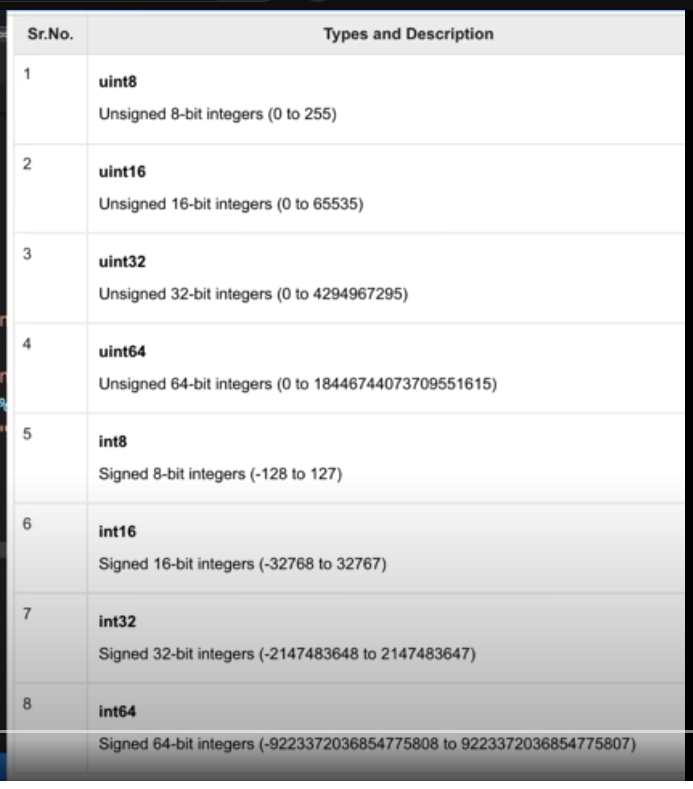 Sr.No. Types and Description
1
uint8
Unsigned 8-bit integers (0 to 255)
2
uint16
Unsigned 16-bit integers (0 to 65535)
3
uint32
Unsigned 32-bit integers (0 to 4294967295)
4
uint64
Unsigned 64-bit integers (0 to 18446744073709551615)
5
int8
Signed 8-bit integers (-128 to 127)
6
int16
Signed 16-bit integers (-32768 to 32767)
7
int32
Signed 32-bit integers (-2147483648 to 2147483647)
8
int64
Signed 64-bit integers (-9223372036854775808 to 9223372036854775807)